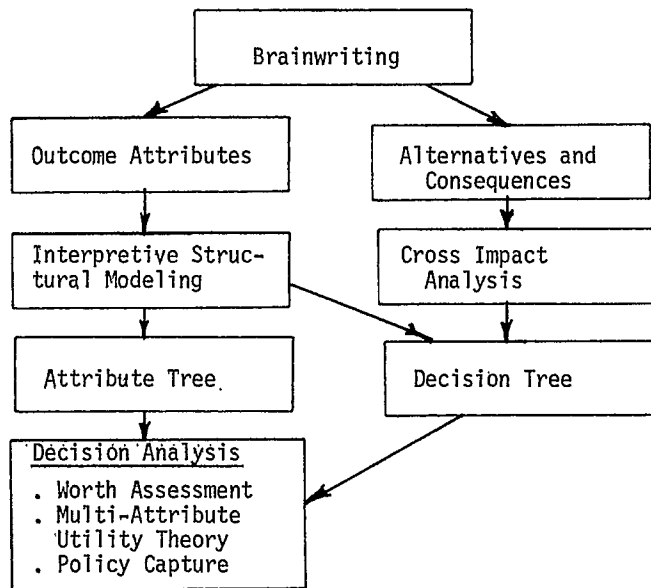 Brainwriting
Outcome Attributes
Alternatives and
Consequences
Interpretive Struc-
tural Modeling
Cross Impact
Analysis
Attribute Tree.
Decision Tree
Decision Analysis
. Worth Assessment
. Multi-Attribute
Utility Theory
. Policy Capture